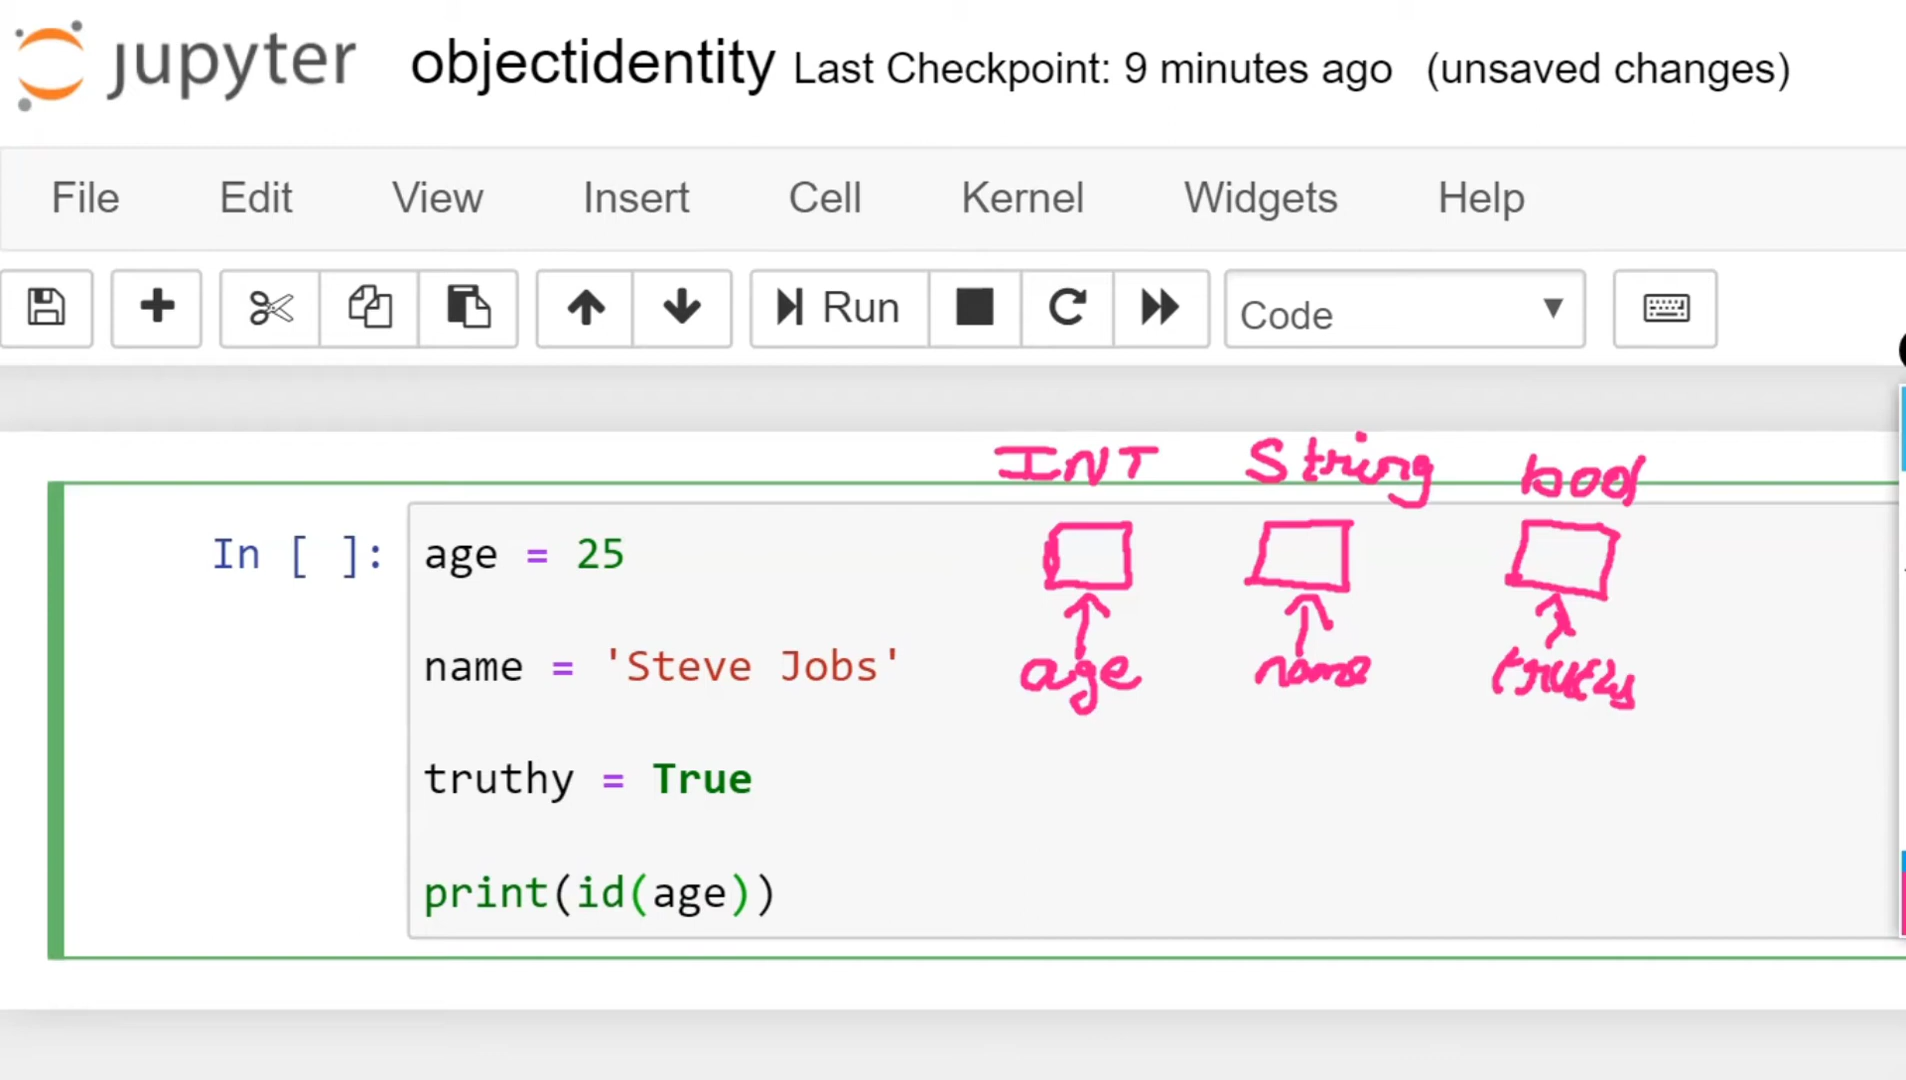 jupyter objectidentity Last Checkpoint: 9 minutes ago (unsaved changes)
File Edit View Insert Cell Kernel Widgets Help
Run Code
INT String bool
In [ ]: age = 25
name = 'Steve Jobs' age name
truthy = True
print(id(age))